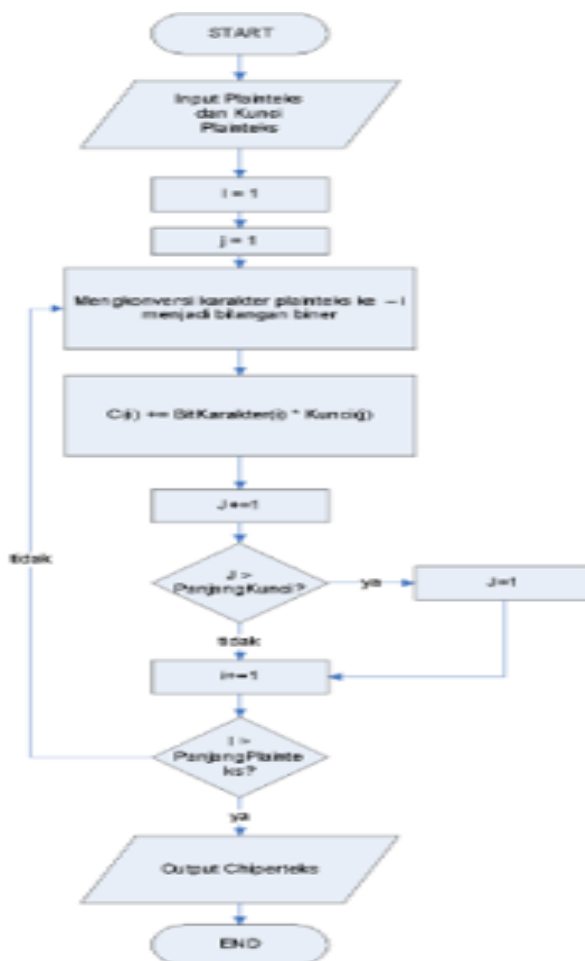 START
Input Plainteks
dan Kunci
Plainteks
i = 1
j = 1
Mengkonversi karakter plainteks ke – i
menjadi bilangan biner
C(i) += BitKarakter(i) * Kunci(j)
J+=1
J >
PanjangKunci?
ya
J=1
tidak
i+=1
I >
PanjangPlainte
ks?
tidak
ya
Output Chiperteks
END